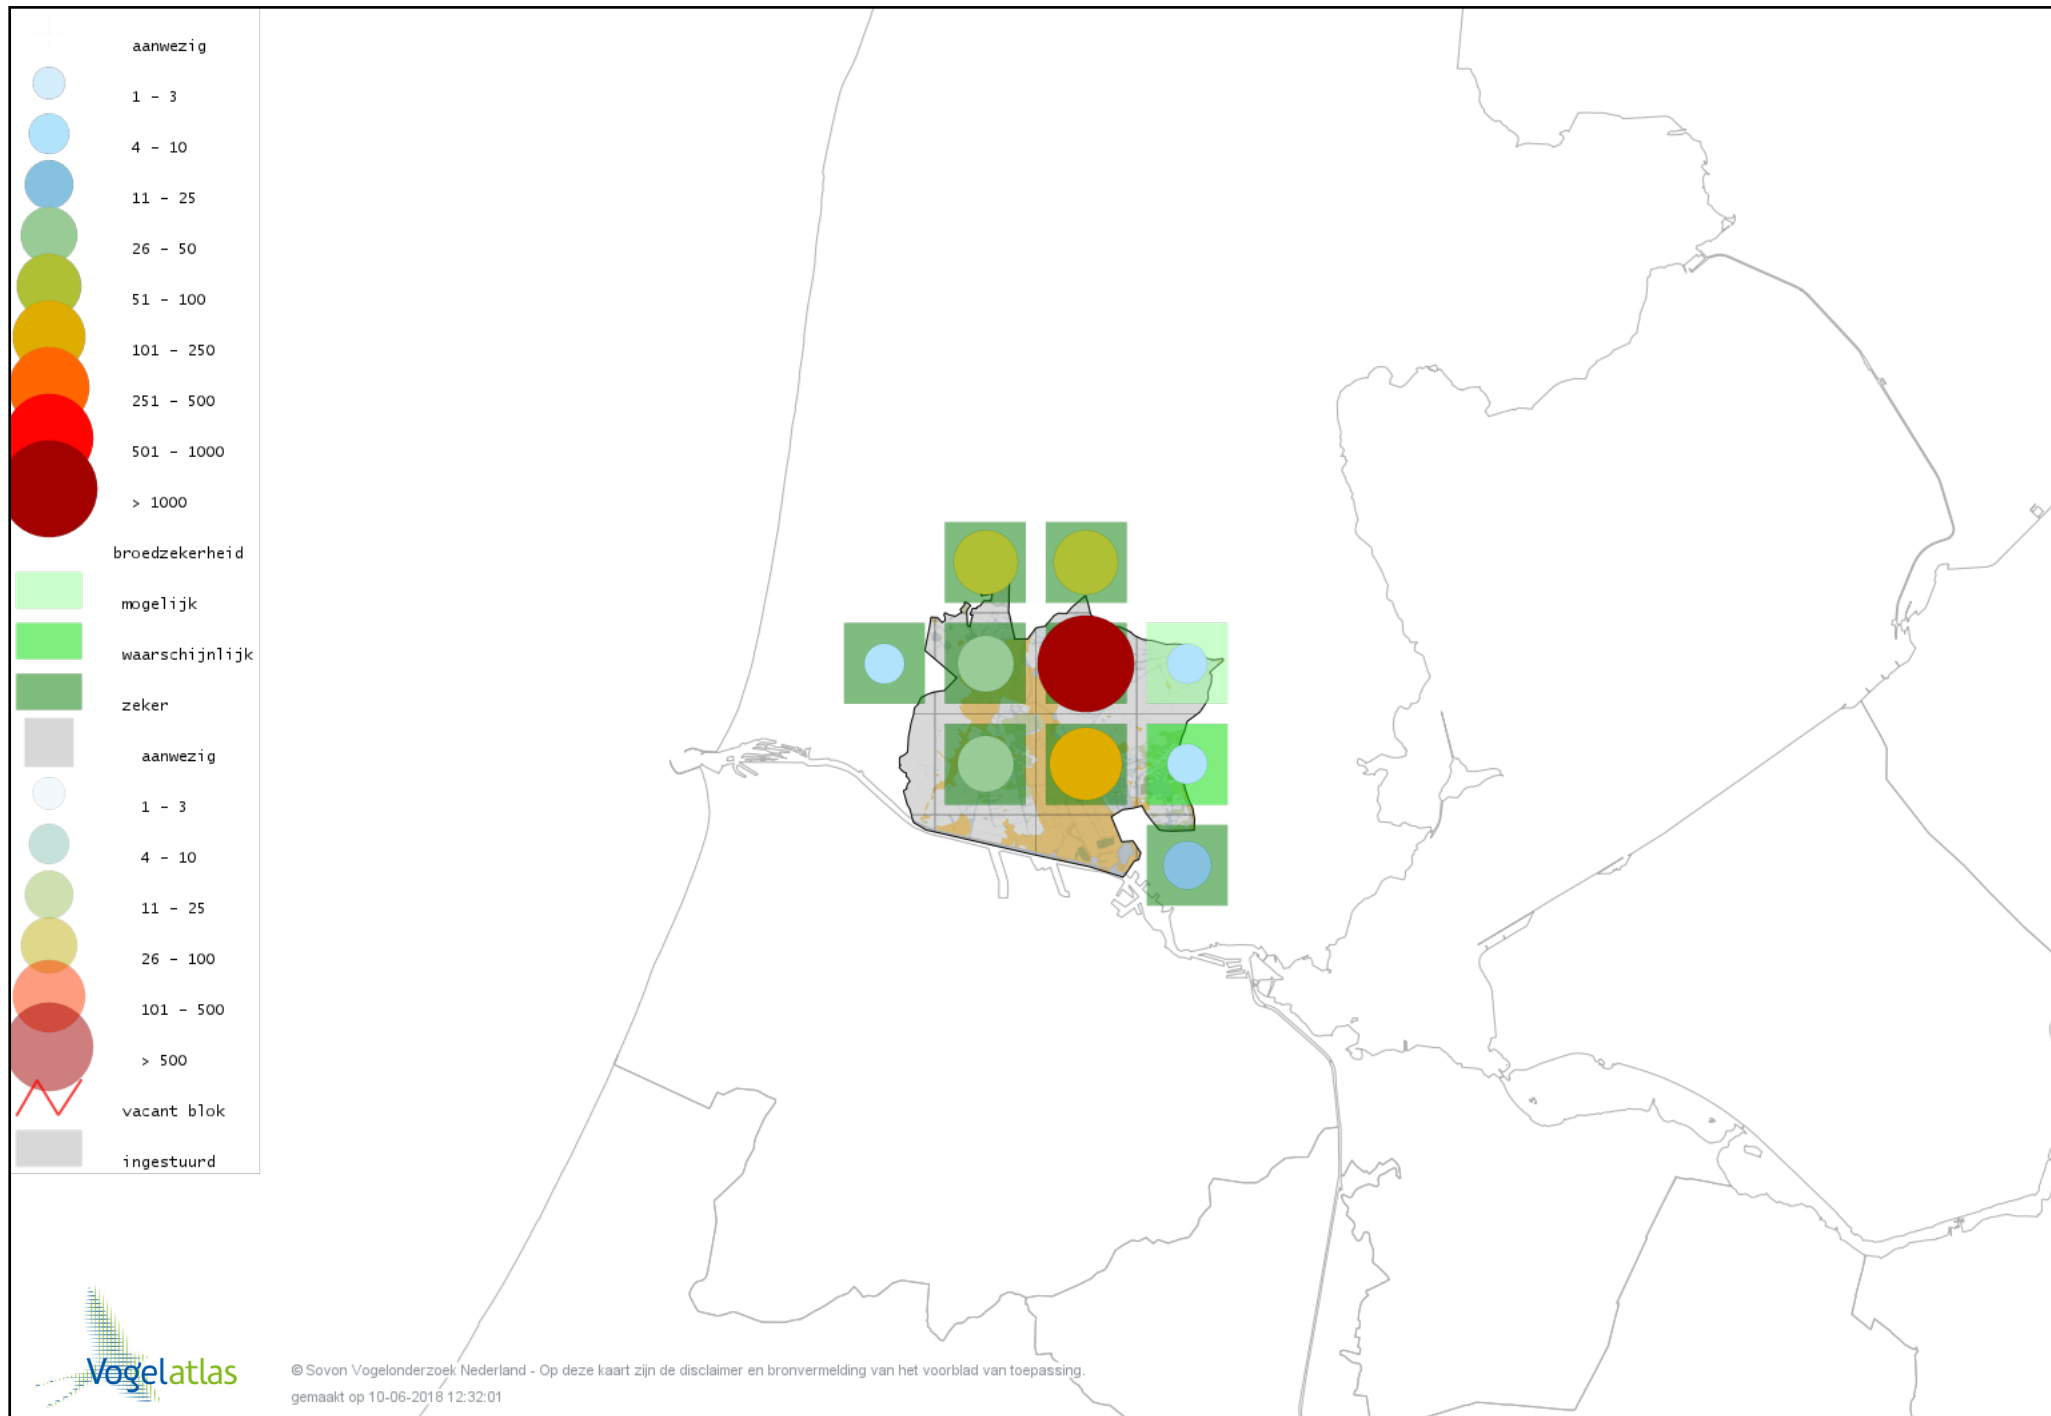 aanwezig
1 - 3
4 - 10
11 - 25
26 - 50
51 - 100
101 - 250
251 - 500
501 - 1000
> 1000
broedzekerheid
mogelijk
waarschijnlijk
zeker
aanwezig
1 - 3
4 - 10
11 - 25
26 - 100
101 - 500
> 500
vacant blok
ingestuurd
Vogelatlas
© Sovon Vogelonderzoek Nederland - Op deze kaart zijn de disclaimer en bronvermelding van het voorblad van toepassing.
gemaakt op 10-06-2018 12:32:01